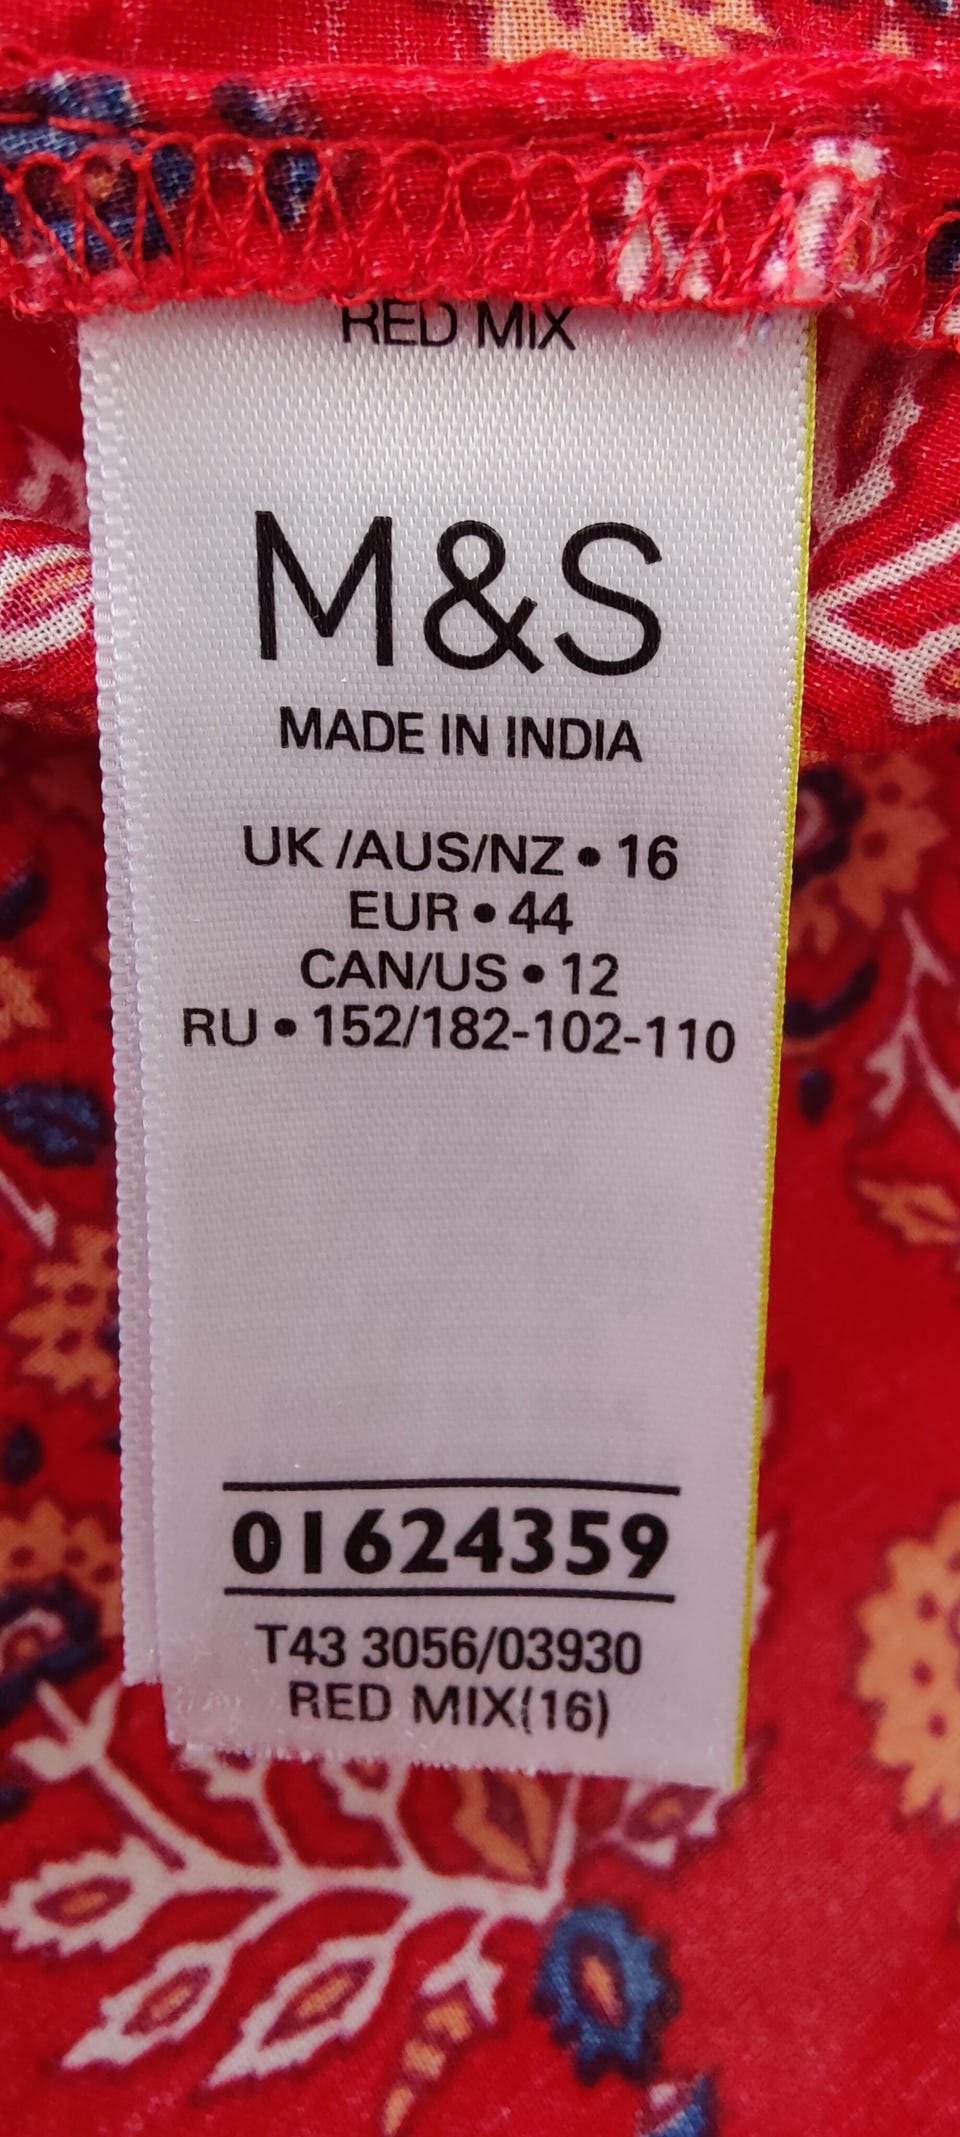 RED MIX
M&S
MADE IN INDIA
UK /AUS/NZ • 16
EUR • 44
CAN/US • 12
RU • 152/182-102-110
01624359
T43 3056/03930
RED MIX(16)